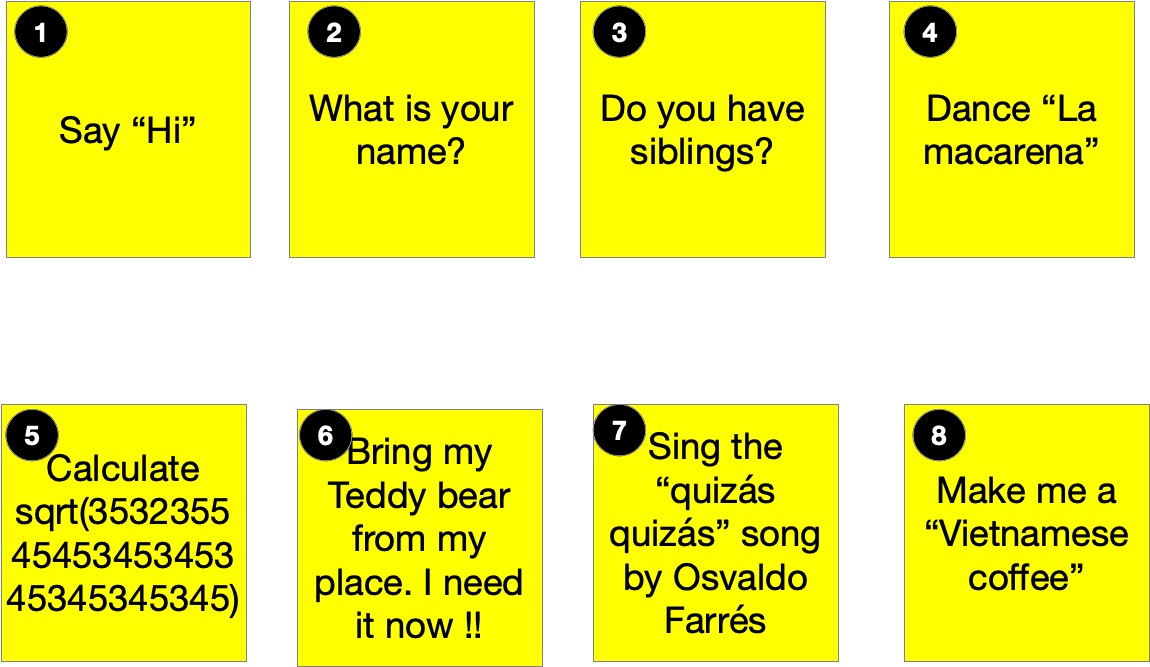 1
Say “Hi”
2
What is your
name?
3
Do you have
siblings?
4
Dance “La
macarena”
5
Calculate
sqrt(3532355
45453453453
45345345345)
6
Bring my
Teddy bear
from my
place. I need
it now !!
7
Sing the
“quizás
quizás” song
by Osvaldo
Farrés
8
Make me a
“Vietnamese
coffee”